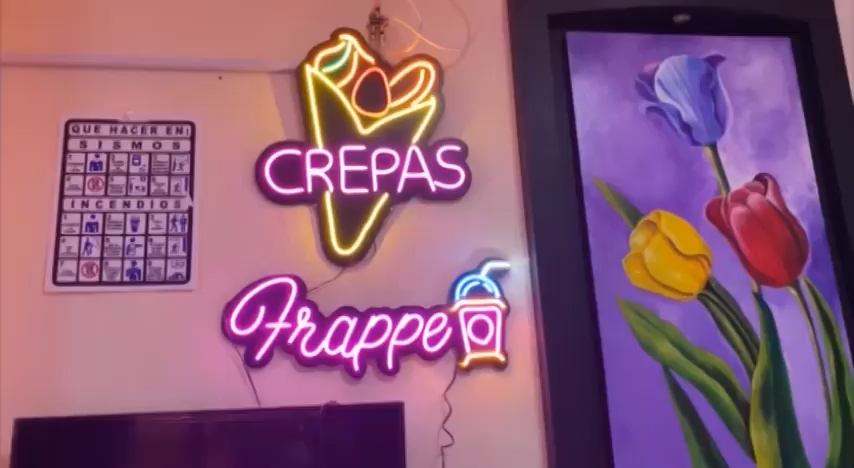 QUE HACER EN:
SISMOS
INCENDIOS
CREPAS
Frappe